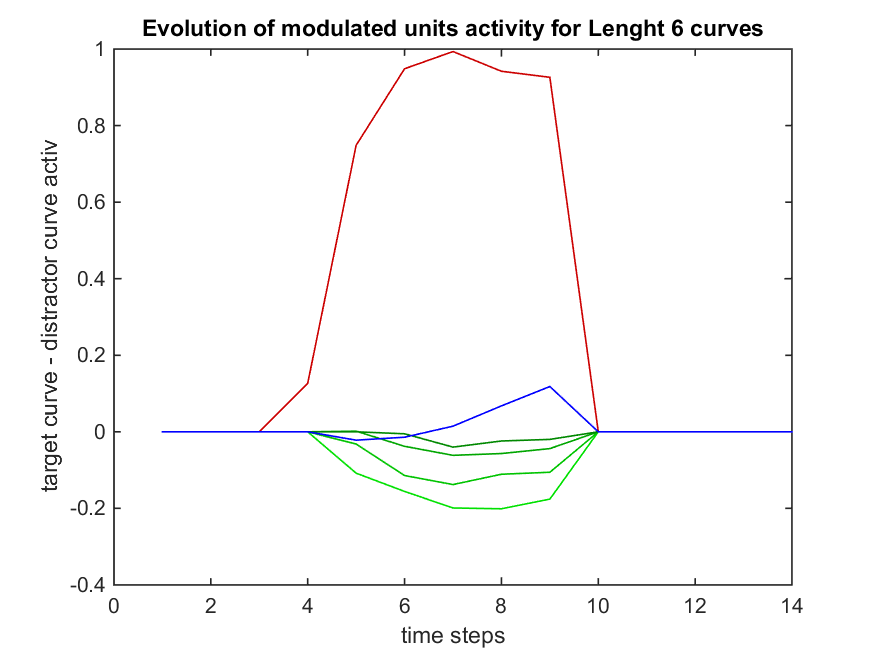 Evolution of modulated units activity for Lenght 6 curves
target curve - distractor curve activ
1
0.8
0.6
0.4
0.2
0
-0.2
-0.4
0 2 4 6 8 10 12 14
time steps